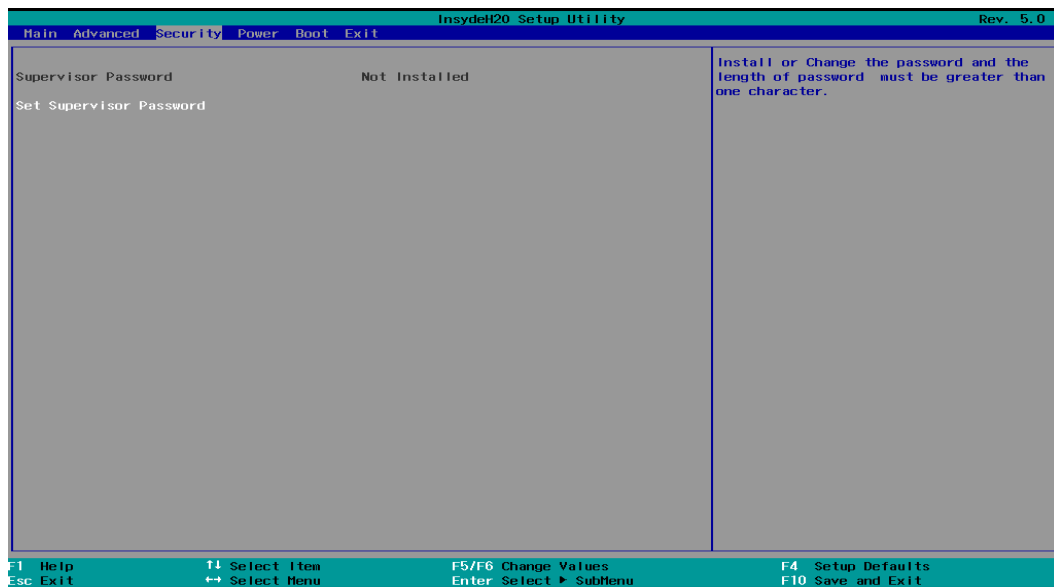 InsydeH2O Setup Utility Rev. 5.0
Main Advanced Security Power Boot Exit
Supervisor Password Not Installed
Set Supervisor Password
Install or Change the password and the
length of password must be greater than
one character.
F1 Help ↑↓ Select Item F5/F6 Change Values F4 Setup Defaults
Esc Exit ←→ Select Menu Enter Select ▶ SubMenu F10 Save and Exit